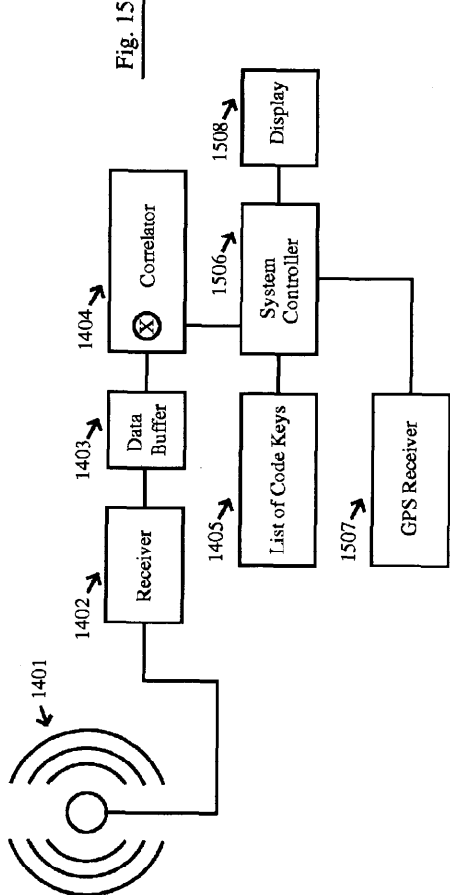 Fig. 15
1401
1402
Receiver
1403
Data
Buffer
1404
X
Correlator
1405
List of Code Keys
1506
System
Controller
1508
Display
1507
GPS Receiver